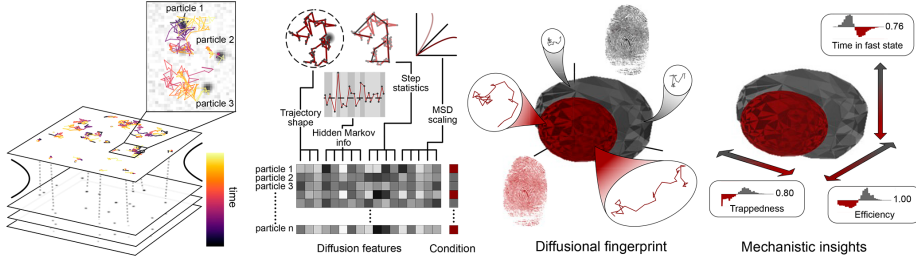 particle 1
particle 2
particle 3
time
Trajectory
shape
Hidden Markov
info
Step
statistics
MSD
scaling
particle 1
particle 2
particle 3
particle n
Diffusion features
Condition
Diffusional fingerprint
0.76
Time in fast state
0.80
Trappedness
1.00
Efficiency
Mechanistic insights